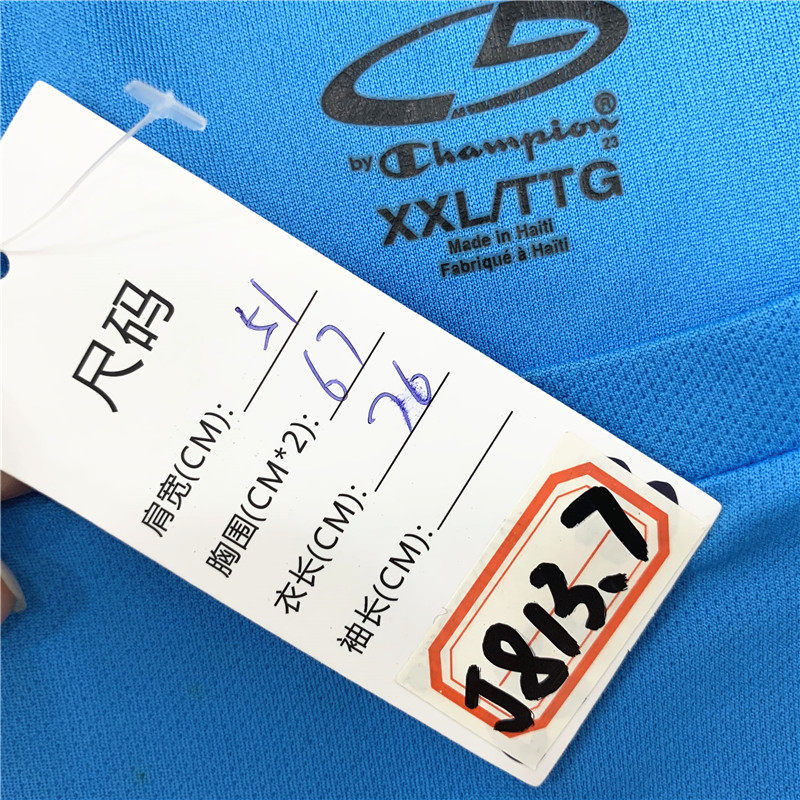 by Champion®
23
XXL/TTG
Made in Haiti
Fabriqué à Haïti
尺码
肩宽(CM): 51
胸围(CM*2): 67
衣长(CM): 76
袖长(CM):
J813.7